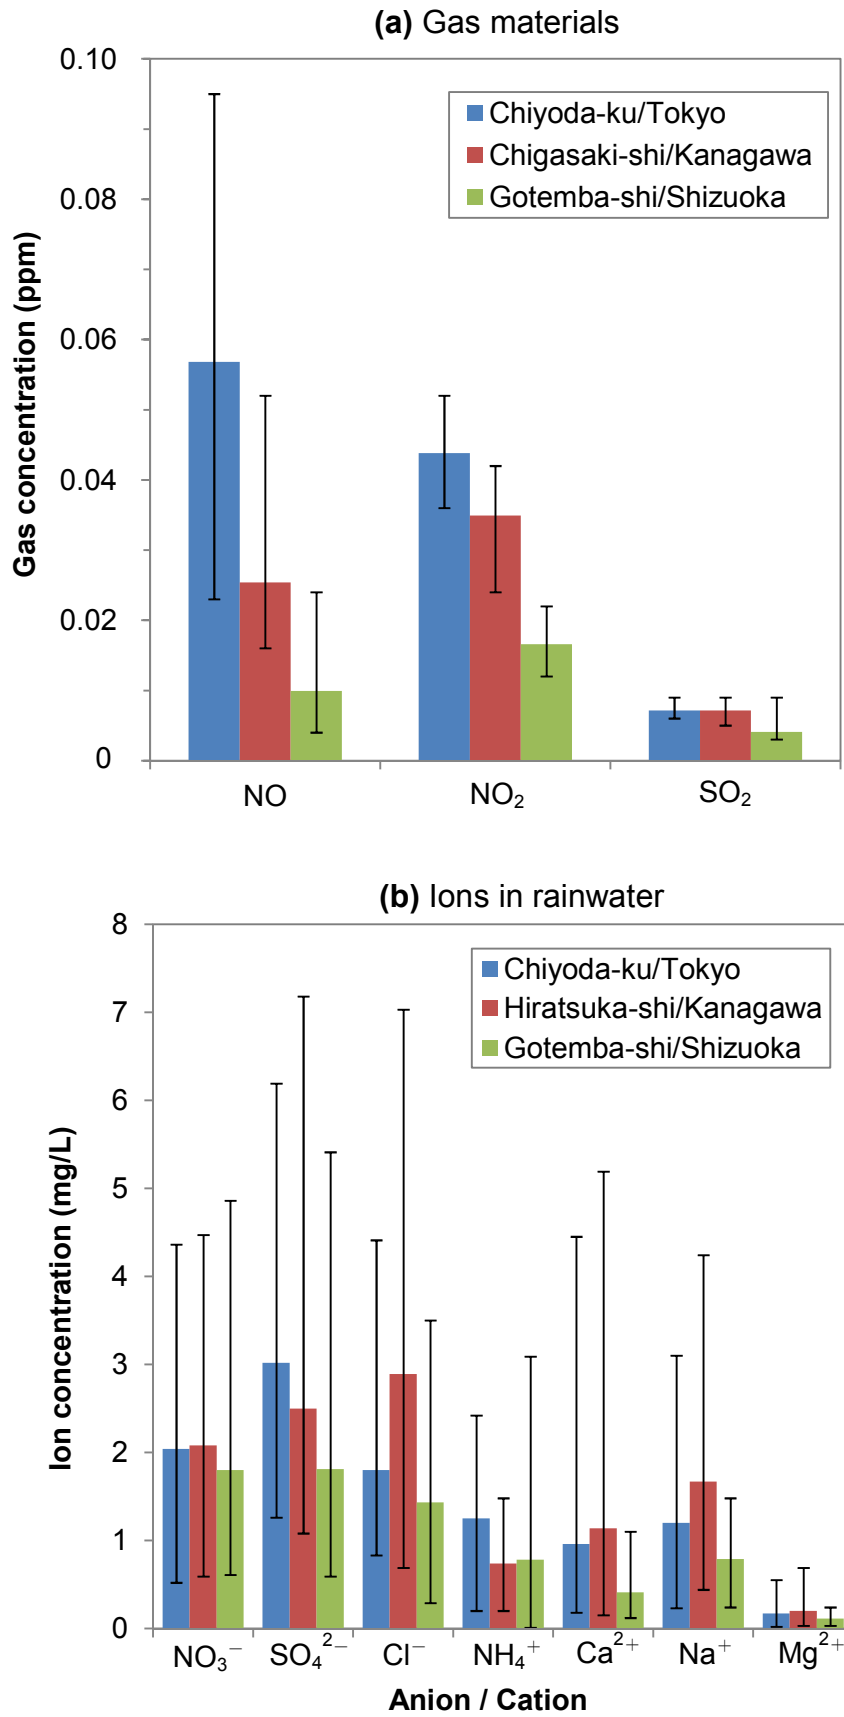 (a) Gas materials
0.10
0.08
0.06
0.04
0.02
0
Gas concentration (ppm)
Chiyoda-ku/Tokyo
Chigasaki-shi/Kanagawa
Gotemba-shi/Shizuoka
NO NO₂ SO₂
(b) Ions in rainwater
8
7
6
5
4
3
2
1
0
Ion concentration (mg/L)
Chiyoda-ku/Tokyo
Hiratsuka-shi/Kanagawa
Gotemba-shi/Shizuoka
NO₃⁻ SO₄²⁻ Cl⁻ NH₄⁺ Ca²⁺ Na⁺ Mg²⁺
Anion / Cation